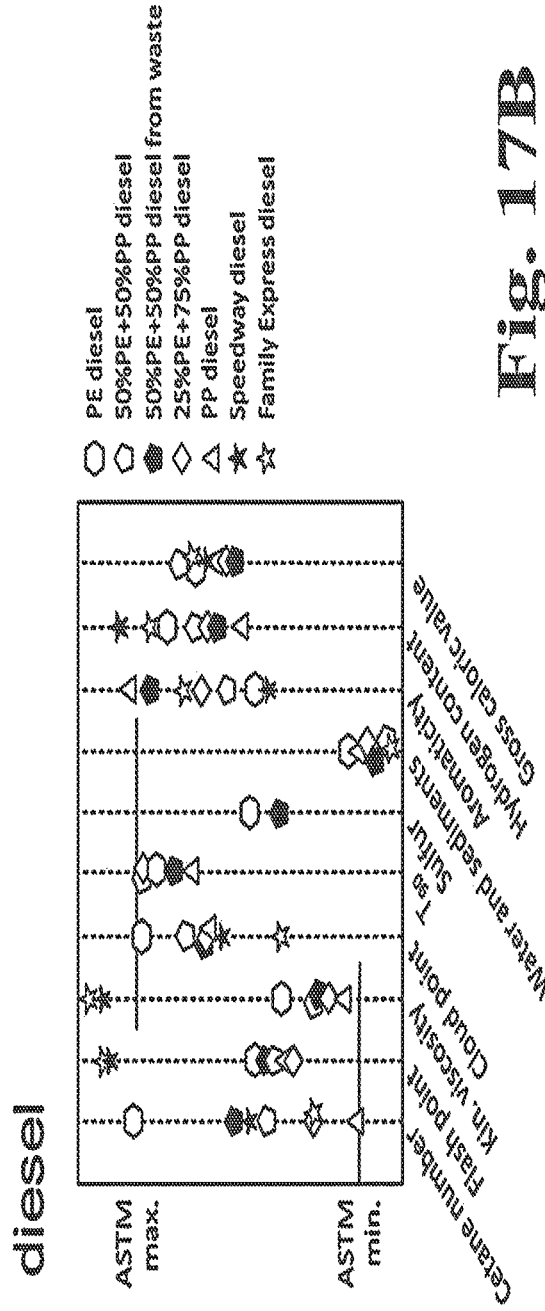 diesel
ASTM
max.
ASTM
min.
Cetane number
Flash point
Kin. viscosity
Cloud point
T90
Sulfur
Water and sediments
Aromaticity
Hydrogen content
Gross caloric value
PE diesel
50%PE+50%PP diesel
50%PE+50%PP diesel from waste
25%PE+75%PP diesel
PP diesel
Speedway diesel
Family Express diesel
Fig. 17B